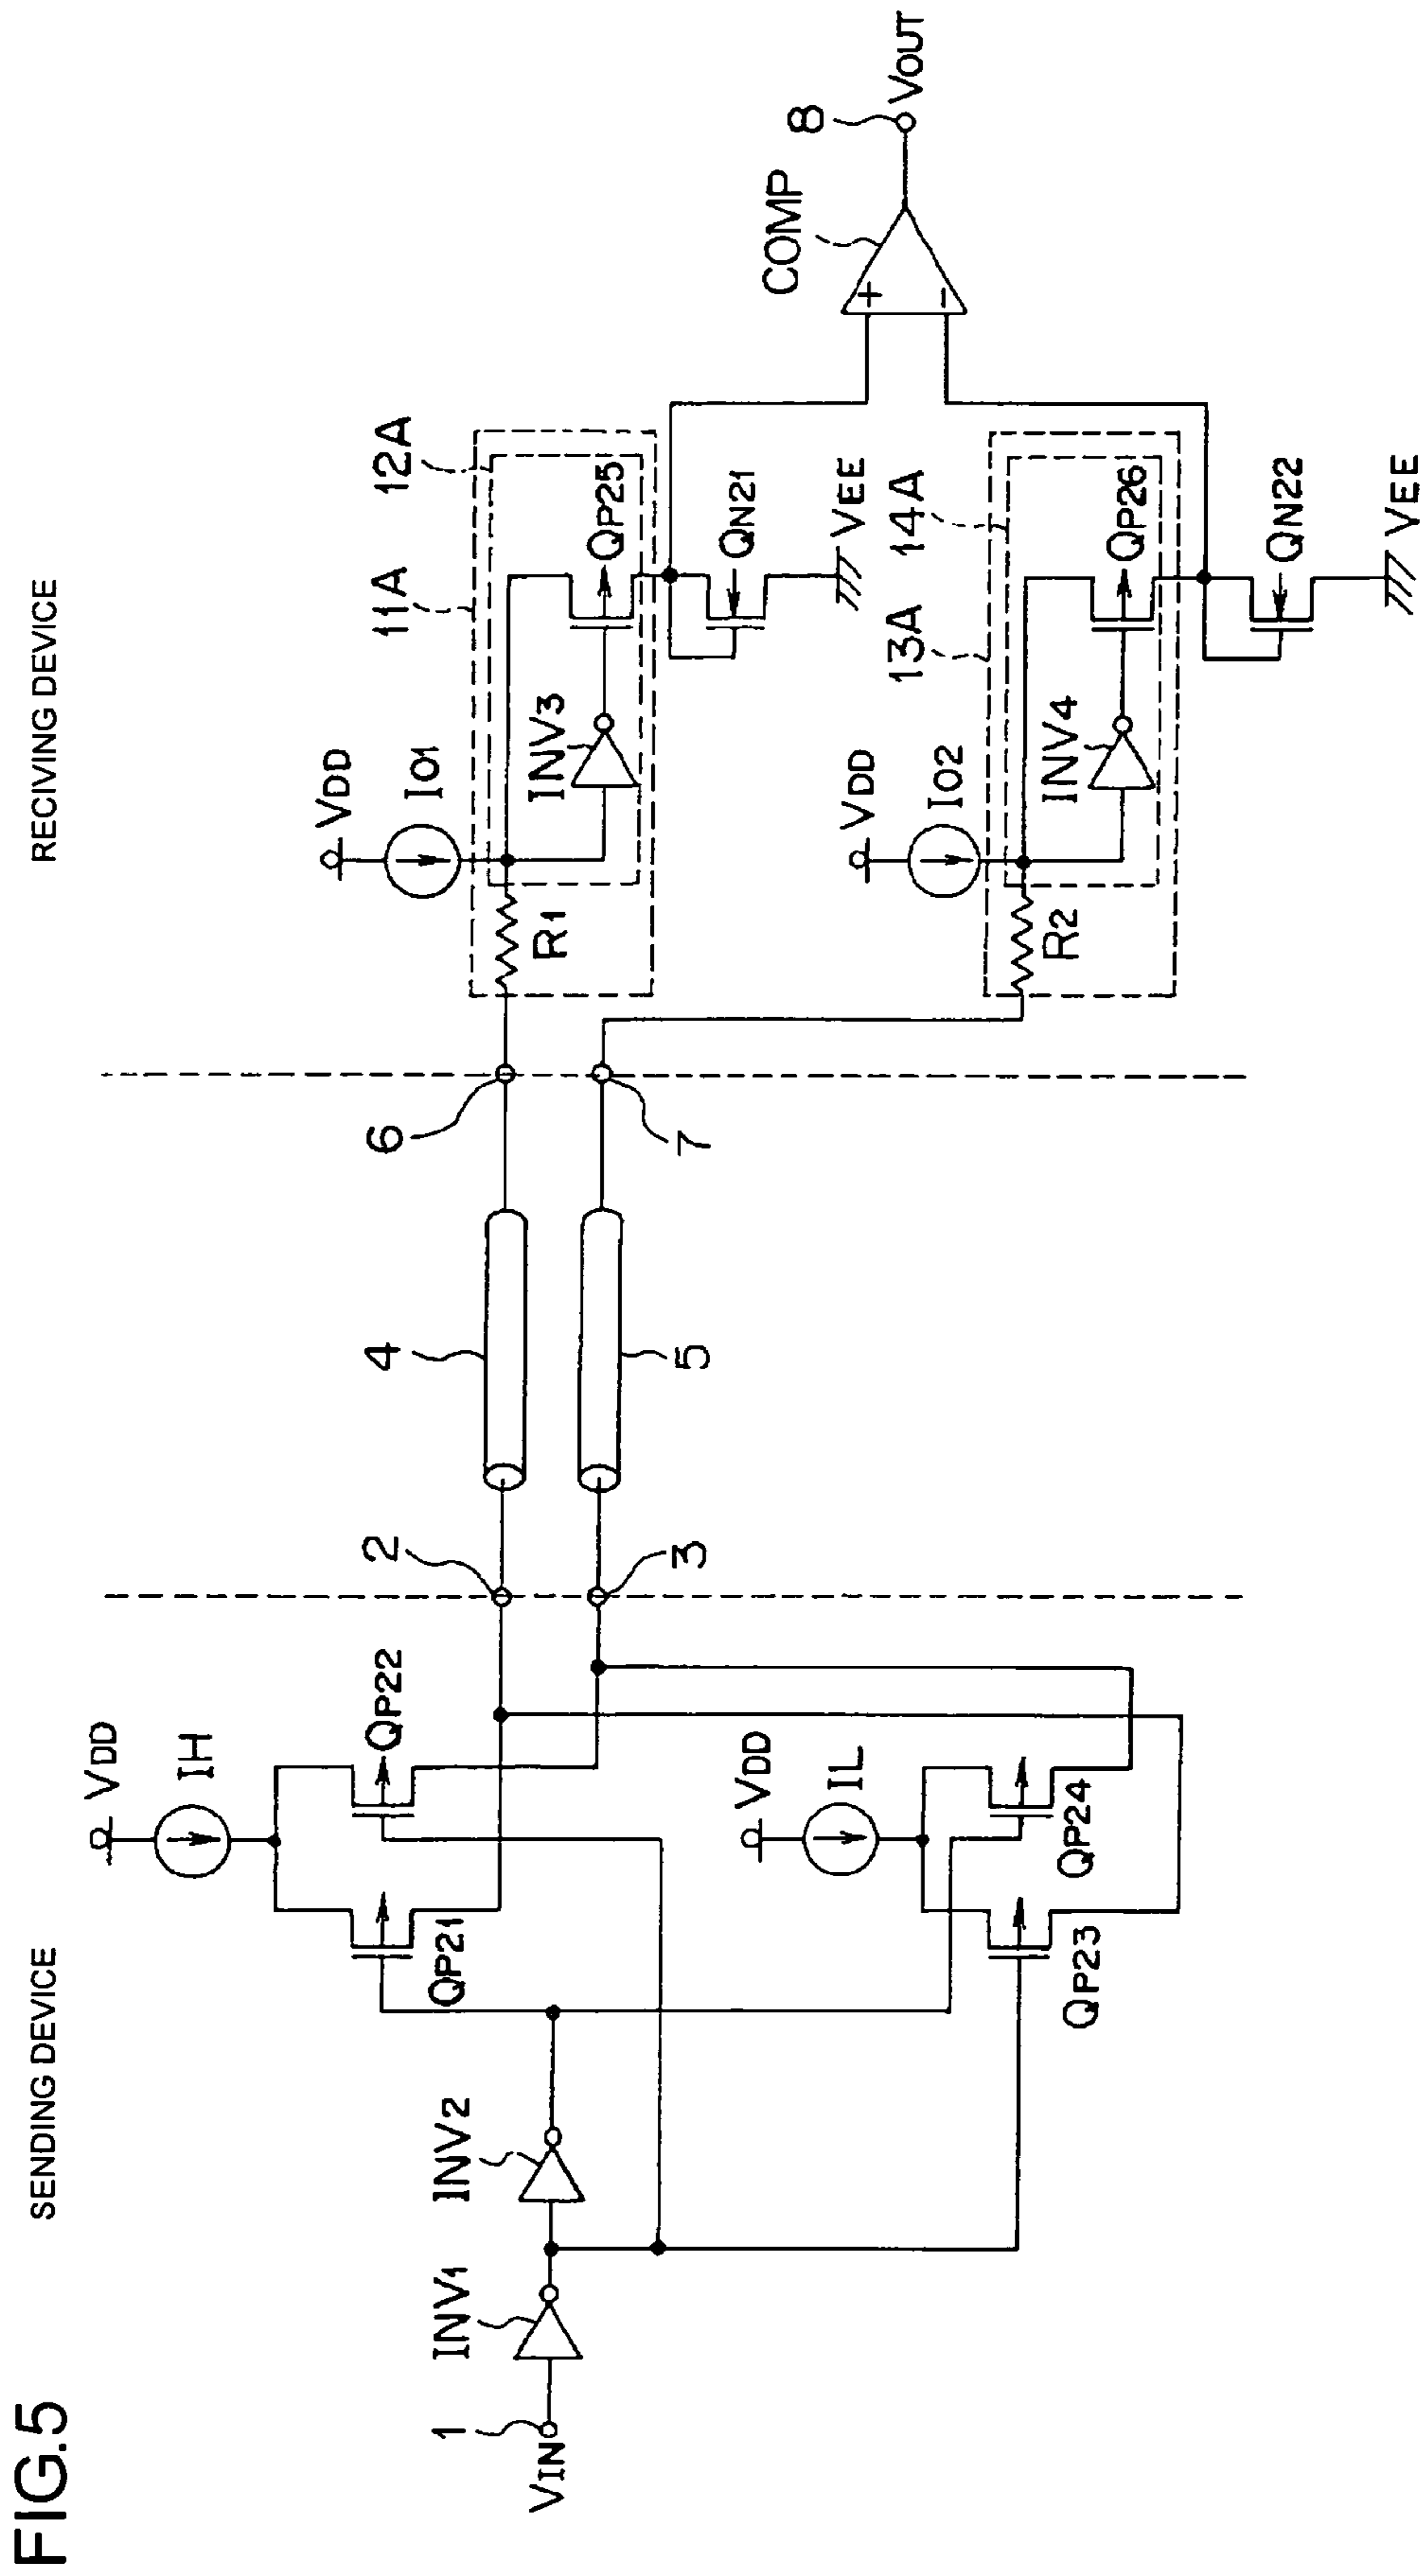 FIG.5
SENDING DEVICE
RECIVING DEVICE
VDD
IH
QP21
QP22
VIN
1
INV1
INV2
VDD
IL
QP23
QP24
2
3
4
5
6
7
VDD
IO1
R1
INV3
11A
12A
QP25
QN21
VEE
VDD
IO2
R2
INV4
13A
14A
QP26
QN22
VEE
COMP
+
-
8
VOUT